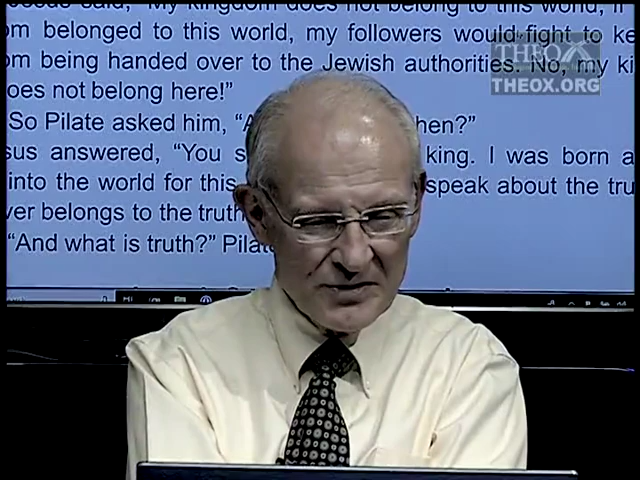 said, "My kingdom does not belong to this world; if
om belonged to this world, my followers would fight to ke
om being handed over to the Jewish authorities. No, my ki
oes not belong here!"
So Pilate asked him, "A hen?"
sus answered, "You s king. I was born a
into the world for this speak about the tru
ver belongs to the truth
"And what is truth?" Pilat
THEOX
THEOX.ORG